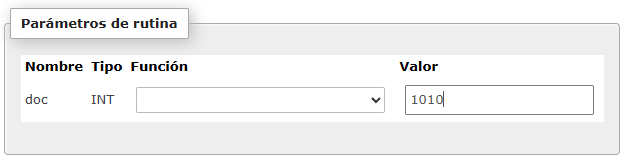 Parámetros de rutina
Nombre Tipo Función Valor
doc INT 1010